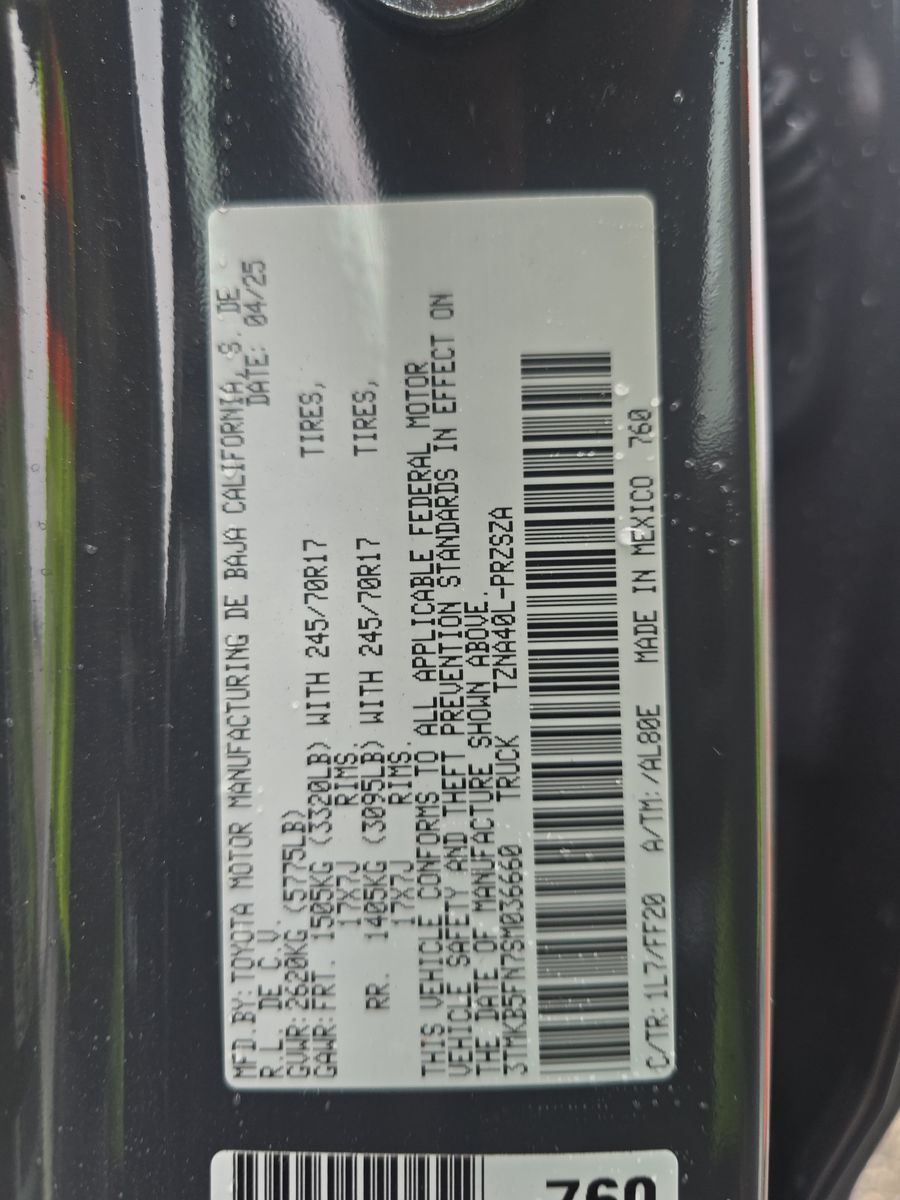 MFD.BY:TOYOTA MOTOR MANUFACTURING DE BAJA CALIFORNIA, S. DE
R.L. DE C.V. DATE: 04/25
GVWR:2620KG (5775LB)
GAWR:FRT. 1505KG (3320LB) WITH 245/70R17 TIRES,
17X7J RIMS.
RR. 1405KG (3095LB) WITH 245/70R17 TIRES,
17X7J RIMS.
THIS VEHICLE CONFORMS TO ALL APPLICABLE FEDERAL MOTOR
VEHICLE SAFETY AND THEFT PREVENTION STANDARDS IN EFFECT ON
THE DATE OF MANUFACTURE SHOWN ABOVE.
3TMKB5FN7SM036660 TRUCK TZNA40L-PRZSZA
C/TR:1L7/FF20 A/TM:/AL80E MADE IN MEXICO 760
760